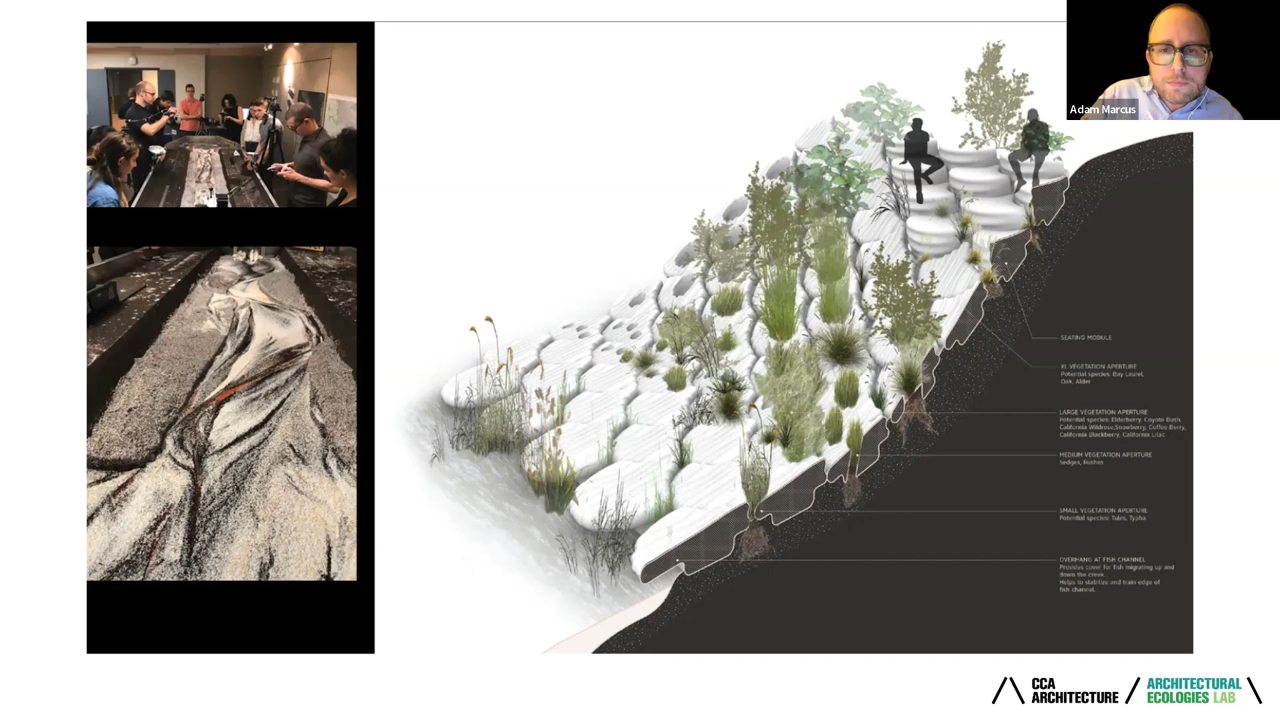 Adam Marcus
SEATING MODULE
XL VEGETATION APERTURE
Potential species: Bay Laurel,
Oak, Alder
LARGE VEGETATION APERTURE
Potential species: Elderberry, Coyote Bush,
California Wildrose, Snowberry, Coffee Berry,
California Blackberry, California Lilac
MEDIUM VEGETATION APERTURE
Sedges, Rushes
SMALL VEGETATION APERTURE
Potential species: Tules, Typha
OVERHANG AT FISH CHANNEL
Provides cover for fish migrating up and
down the creek.
Helps to stabilize and train edge of
fish channel.
CCA
ARCHITECTURE
ARCHITECTURAL
ECOLOGIES LAB